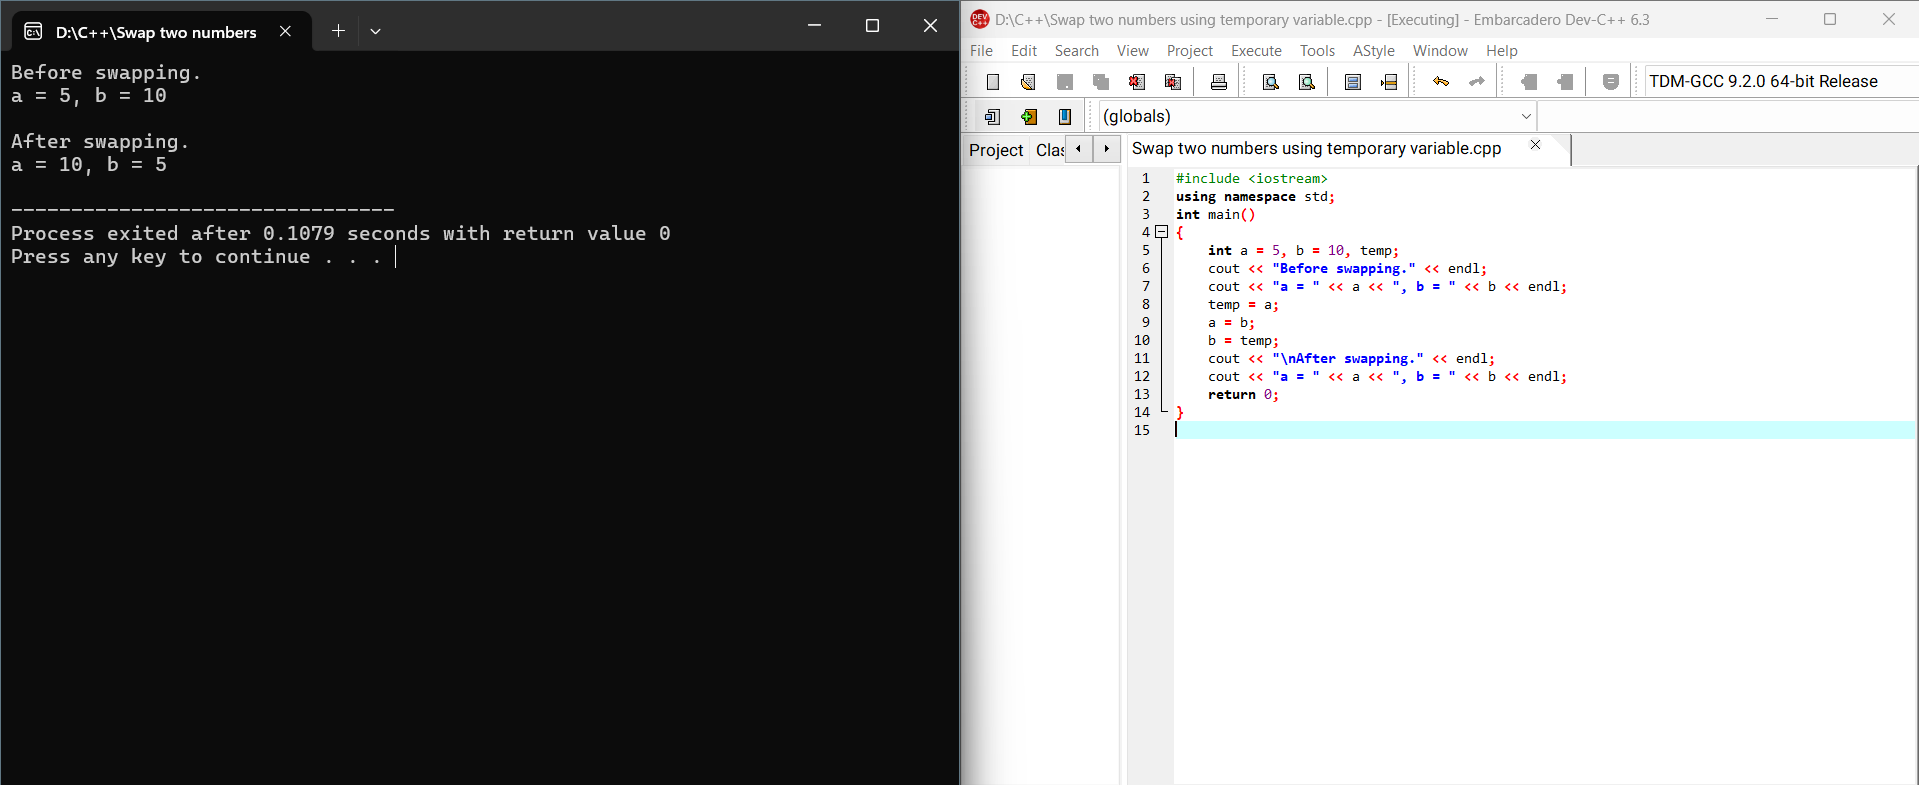 D:\C++\Swap two numbers
Before swapping.
a = 5, b = 10
After swapping.
a = 10, b = 5
--------------------------------
Process exited after 0.1079 seconds with return value 0
Press any key to continue . . .
D:\C++\Swap two numbers using temporary variable.cpp - [Executing] - Embarcadero Dev-C++ 6.3
File Edit Search View Project Execute Tools AStyle Window Help
TDM-GCC 9.2.0 64-bit Release
(globals)
Project Clas
Swap two numbers using temporary variable.cpp
1 #include <iostream>
2 using namespace std;
3 int main()
4 {
5 int a = 5, b = 10, temp;
6 cout << "Before swapping." << endl;
7 cout << "a = " << a << ", b = " << b << endl;
8 temp = a;
9 a = b;
10 b = temp;
11 cout << "\nAfter swapping." << endl;
12 cout << "a = " << a << ", b = " << b << endl;
13 return 0;
14 }
15